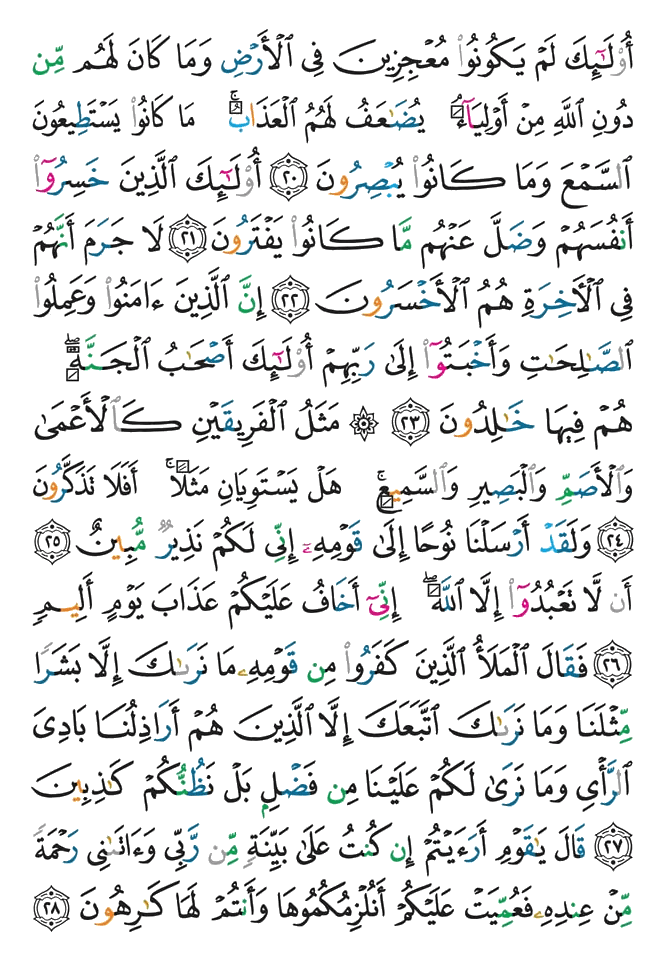 أُوْلَٰٓئِكَ لَمۡ يَكُونُواْ مُعۡجِزِينَ فِي ٱلۡأَرۡضِ وَمَا كَانَ لَهُم مِّن
دُونِ ٱللَّهِ مِنۡ أَوۡلِيَآءَۘ يُضَٰعَفُ لَهُمُ ٱلۡعَذَابُۚ مَا كَانُواْ يَسۡتَطِيعُونَ
ٱلسَّمۡعَ وَمَا كَانُواْ يُبۡصِرُونَ ٢٠ أُوْلَٰٓئِكَ ٱلَّذِينَ خَسِرُوٓاْ
أَنفُسَهُمۡ وَضَلَّ عَنۡهُم مَّا كَانُواْ يَفۡتَرُونَ ٢١ لَا جَرَمَ أَنَّهُمۡ
فِي ٱلۡأٓخِرَةِ هُمُ ٱلۡأَخۡسَرُونَ ٢٢ إِنَّ ٱلَّذِينَ ءَامَنُواْ وَعَمِلُواْ
ٱلصَّٰلِحَٰتِ وَأَخۡبَتُوٓاْ إِلَىٰ رَبِّهِمۡ أُوْلَٰٓئِكَ أَصۡحَٰبُ ٱلۡجَنَّةِۖ
هُمۡ فِيهَا خَٰلِدُونَ ٢٣ ۞ مَثَلُ ٱلۡفَرِيقَيۡنِ كَٱلۡأَعۡمَىٰ
وَٱلۡأَصَمِّ وَٱلۡبَصِيرِ وَٱلسَّمِيعِۚ هَلۡ يَسۡتَوِيَانِ مَثَلًاۚ أَفَلَا تَذَكَّرُونَ
٢٤ وَلَقَدۡ أَرۡسَلۡنَا نُوحًا إِلَىٰ قَوۡمِهِۦٓ إِنِّي لَكُمۡ نَذِيرٞ مُّبِينٌ ٢٥
أَن لَّا تَعۡبُدُوٓاْ إِلَّا ٱللَّهَۖ إِنِّيٓ أَخَافُ عَلَيۡكُمۡ عَذَابَ يَوۡمٍ أَلِيمٖ
٢٦ فَقَالَ ٱلۡمَلَأُ ٱلَّذِينَ كَفَرُواْ مِن قَوۡمِهِۦ مَا نَرَىٰكَ إِلَّا بَشَرٗا
مِّثۡلَنَا وَمَا نَرَىٰكَ ٱتَّبَعَكَ إِلَّا ٱلَّذِينَ هُمۡ أَرَاذِلُنَا بَادِيَ
ٱلرَّأۡيِ وَمَا نَرَىٰ لَكُمۡ عَلَيۡنَا مِن فَضۡلِۭ بَلۡ نَظُنُّكُمۡ كَٰذِبِينَ
٢٧ قَالَ يَٰقَوۡمِ أَرَءَيۡتُمۡ إِن كُنتُ عَلَىٰ بَيِّنَةٖ مِّن رَّبِّي وَءَاتَىٰنِي رَحۡمَةٗ
مِّنۡ عِندِهِۦ فَعُمِّيَتۡ عَلَيۡكُمۡ أَنُلۡزِمُكُمُوهَا وَأَنتُمۡ لَهَا كَٰرِهُونَ ٢٨